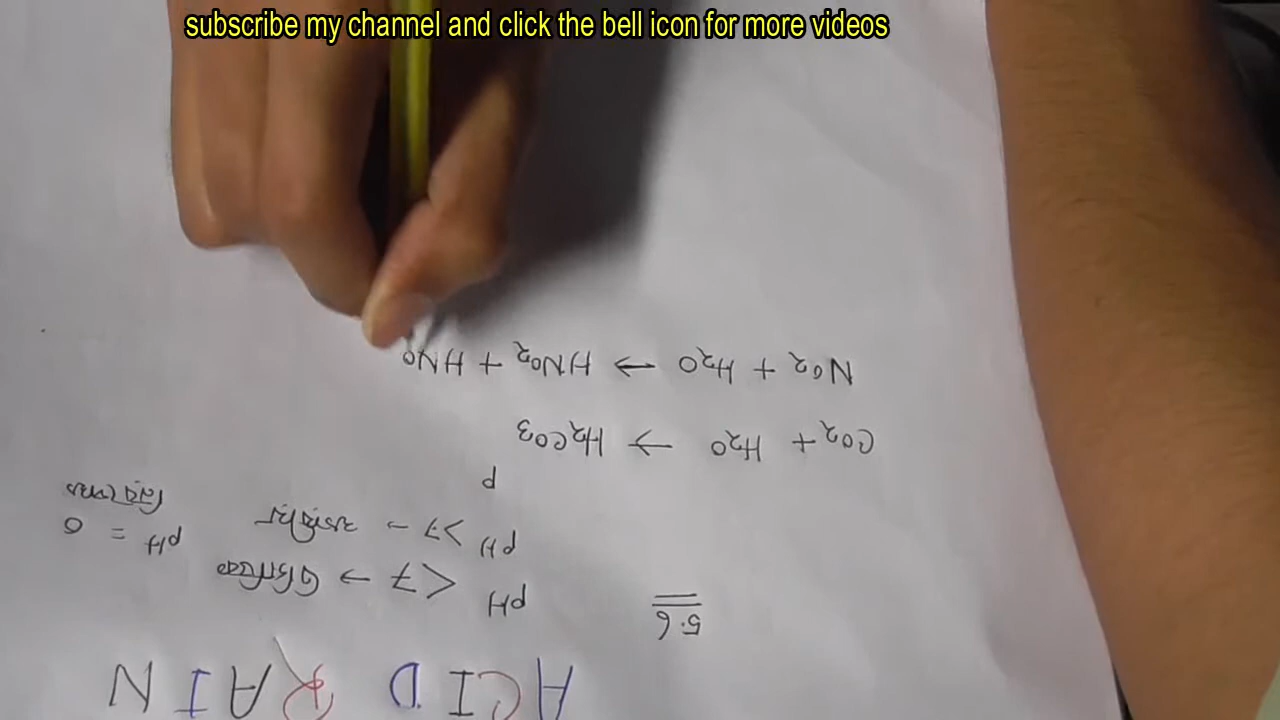 subscribe my channel and click the bell icon for more videos
ACID RAIN
5.6
pH <7 →
pH >7 -
pH = 0
p
CO2 + H2O → H2CO3
NO2 + H2O → HNO2 + HNO